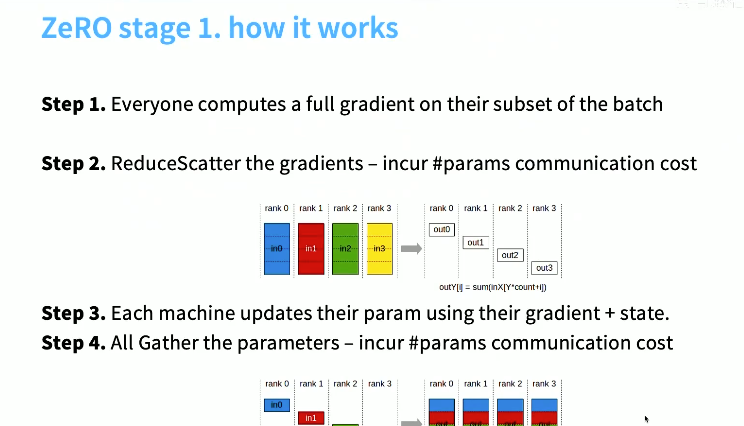 ZeRO stage 1. how it works
Step 1. Everyone computes a full gradient on their subset of the batch
Step 2. ReduceScatter the gradients – incur #params communication cost
rank 0 rank 1 rank 2 rank 3 rank 0 rank 1 rank 2 rank 3
in0 in1 in2 in3
out0
out1
out2
out3
outY[i] = sum(inX[Y*count+i])
Step 3. Each machine updates their param using their gradient + state.
Step 4. All Gather the parameters – incur #params communication cost
rank 0 rank 1 rank 2 rank 3 rank 0 rank 1 rank 2 rank 3
in0
in1